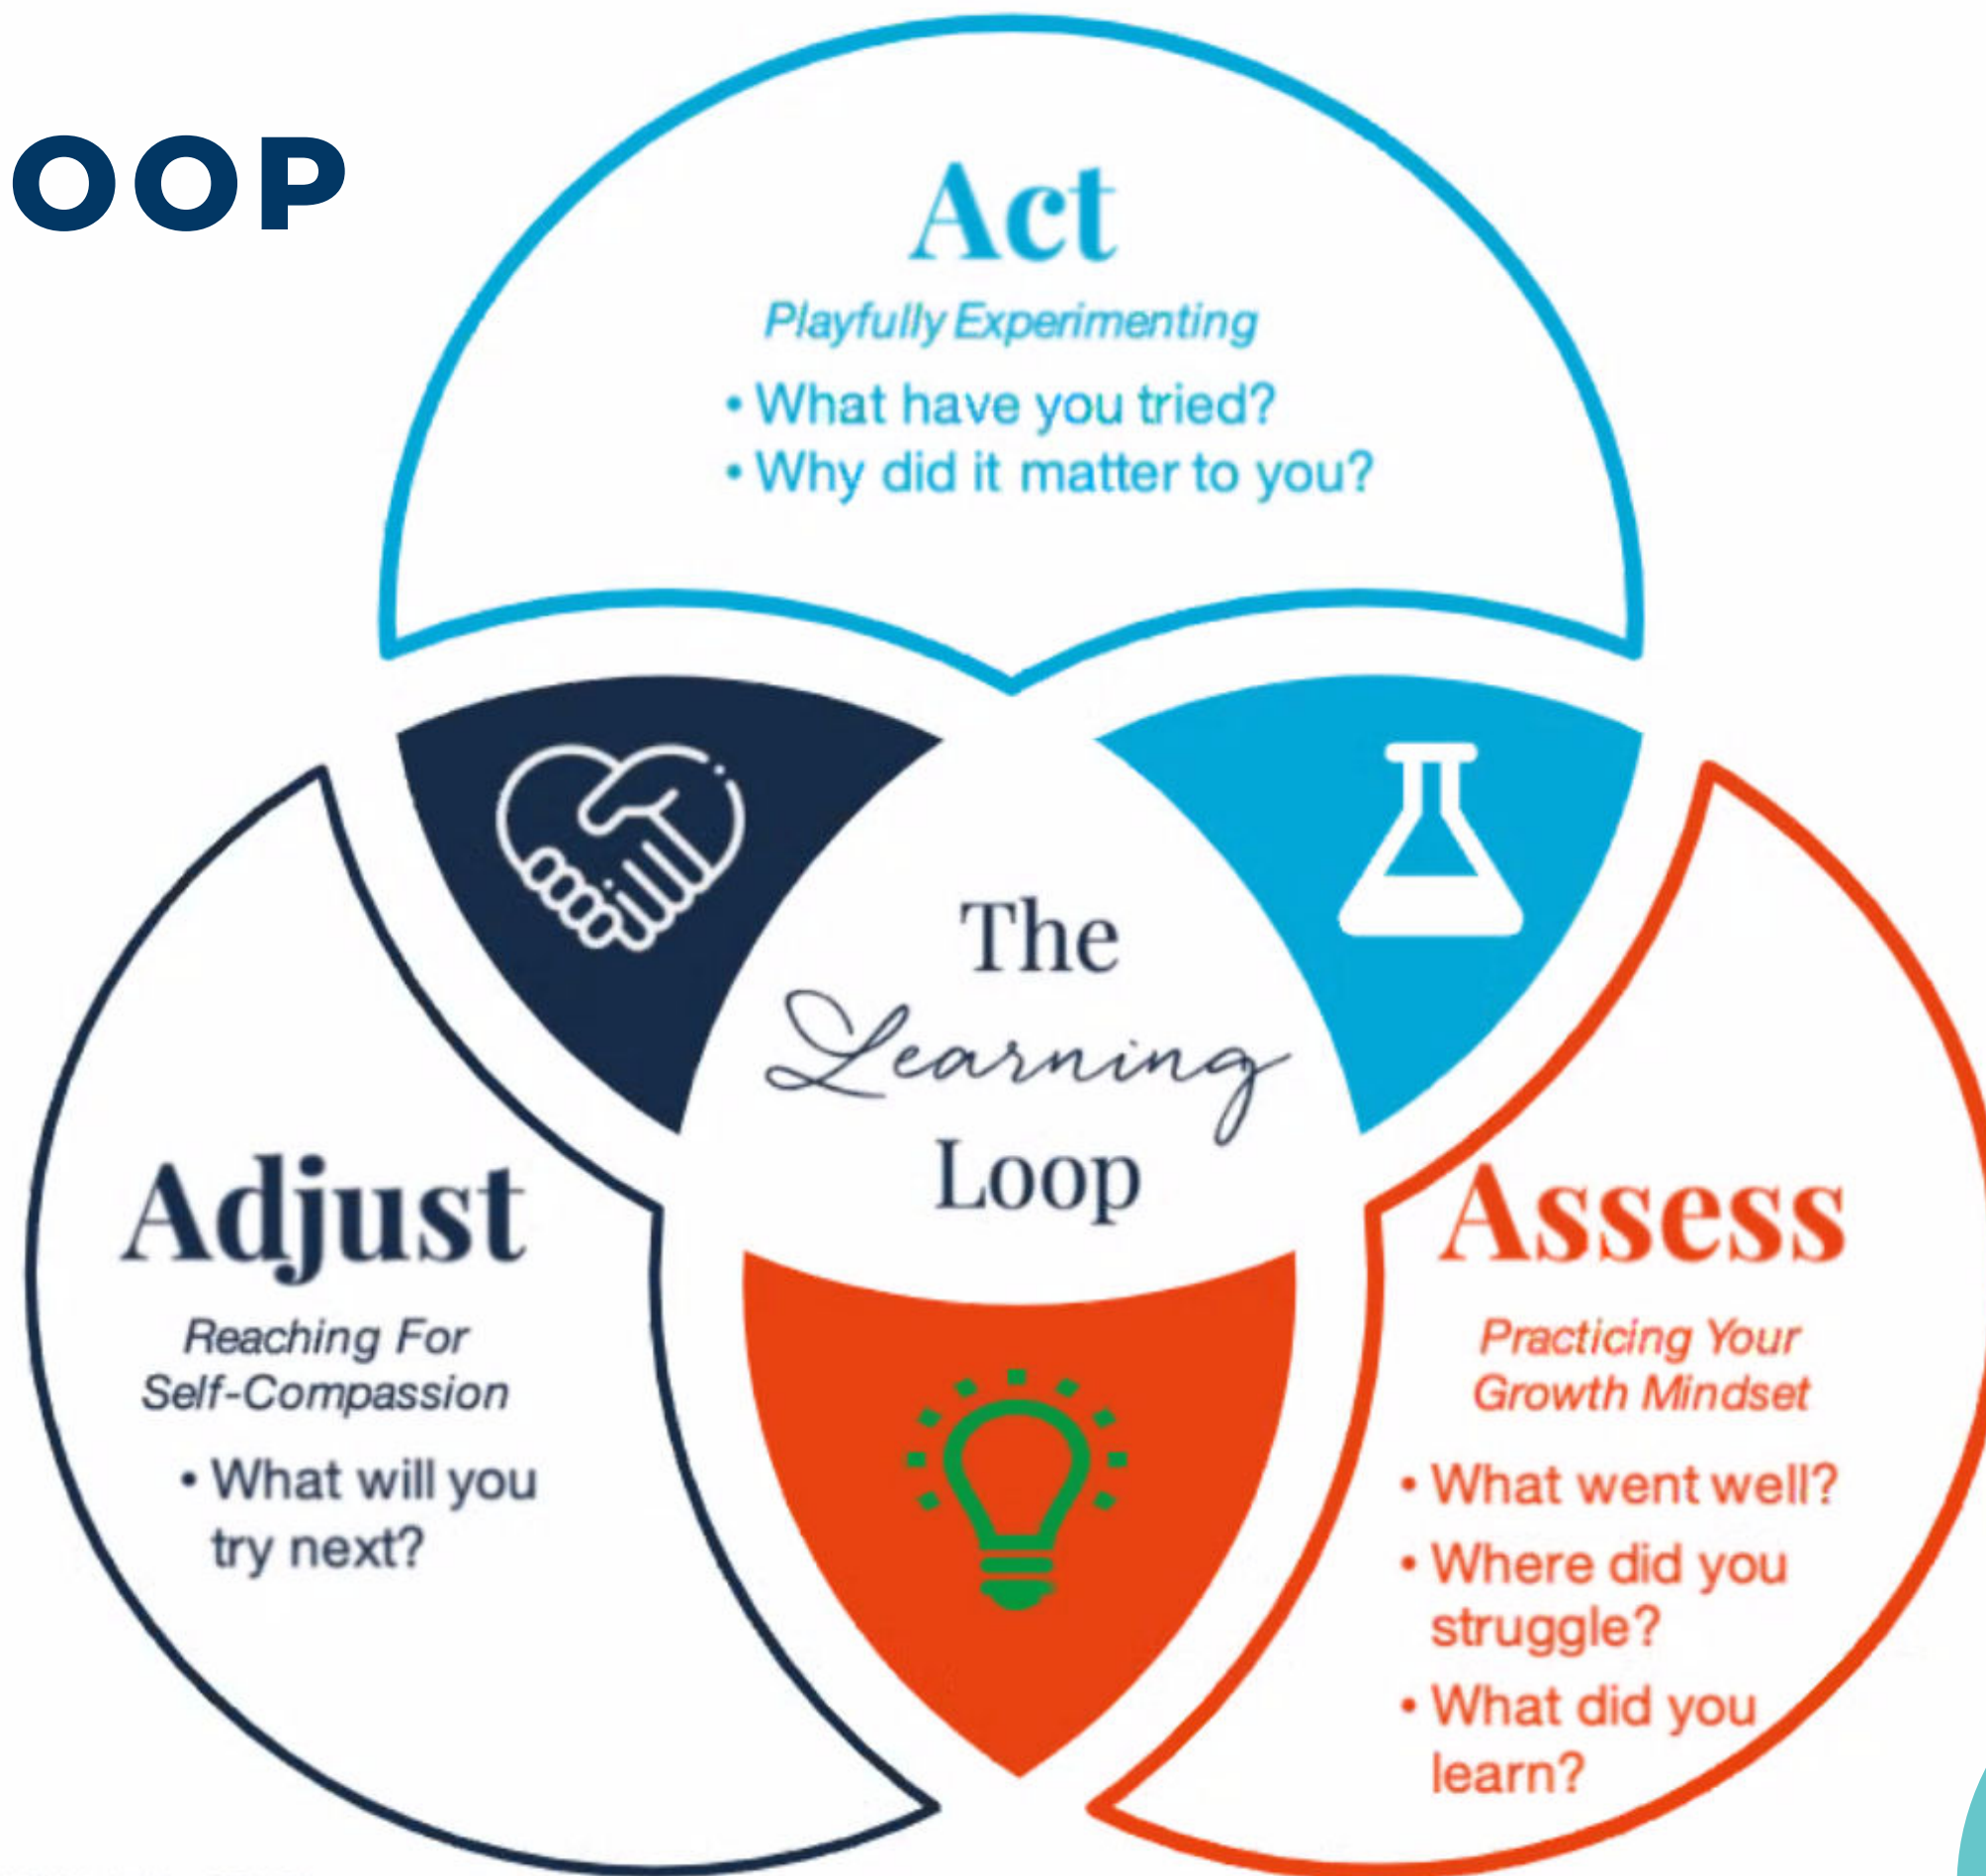 OOP
Act
Playfully Experimenting
• What have you tried?
• Why did it matter to you?
The
Learning
Loop
Adjust
Reaching For
Self-Compassion
• What will you
try next?
Assess
Practicing Your
Growth Mindset
• What went well?
• Where did you
struggle?
• What did you
learn?